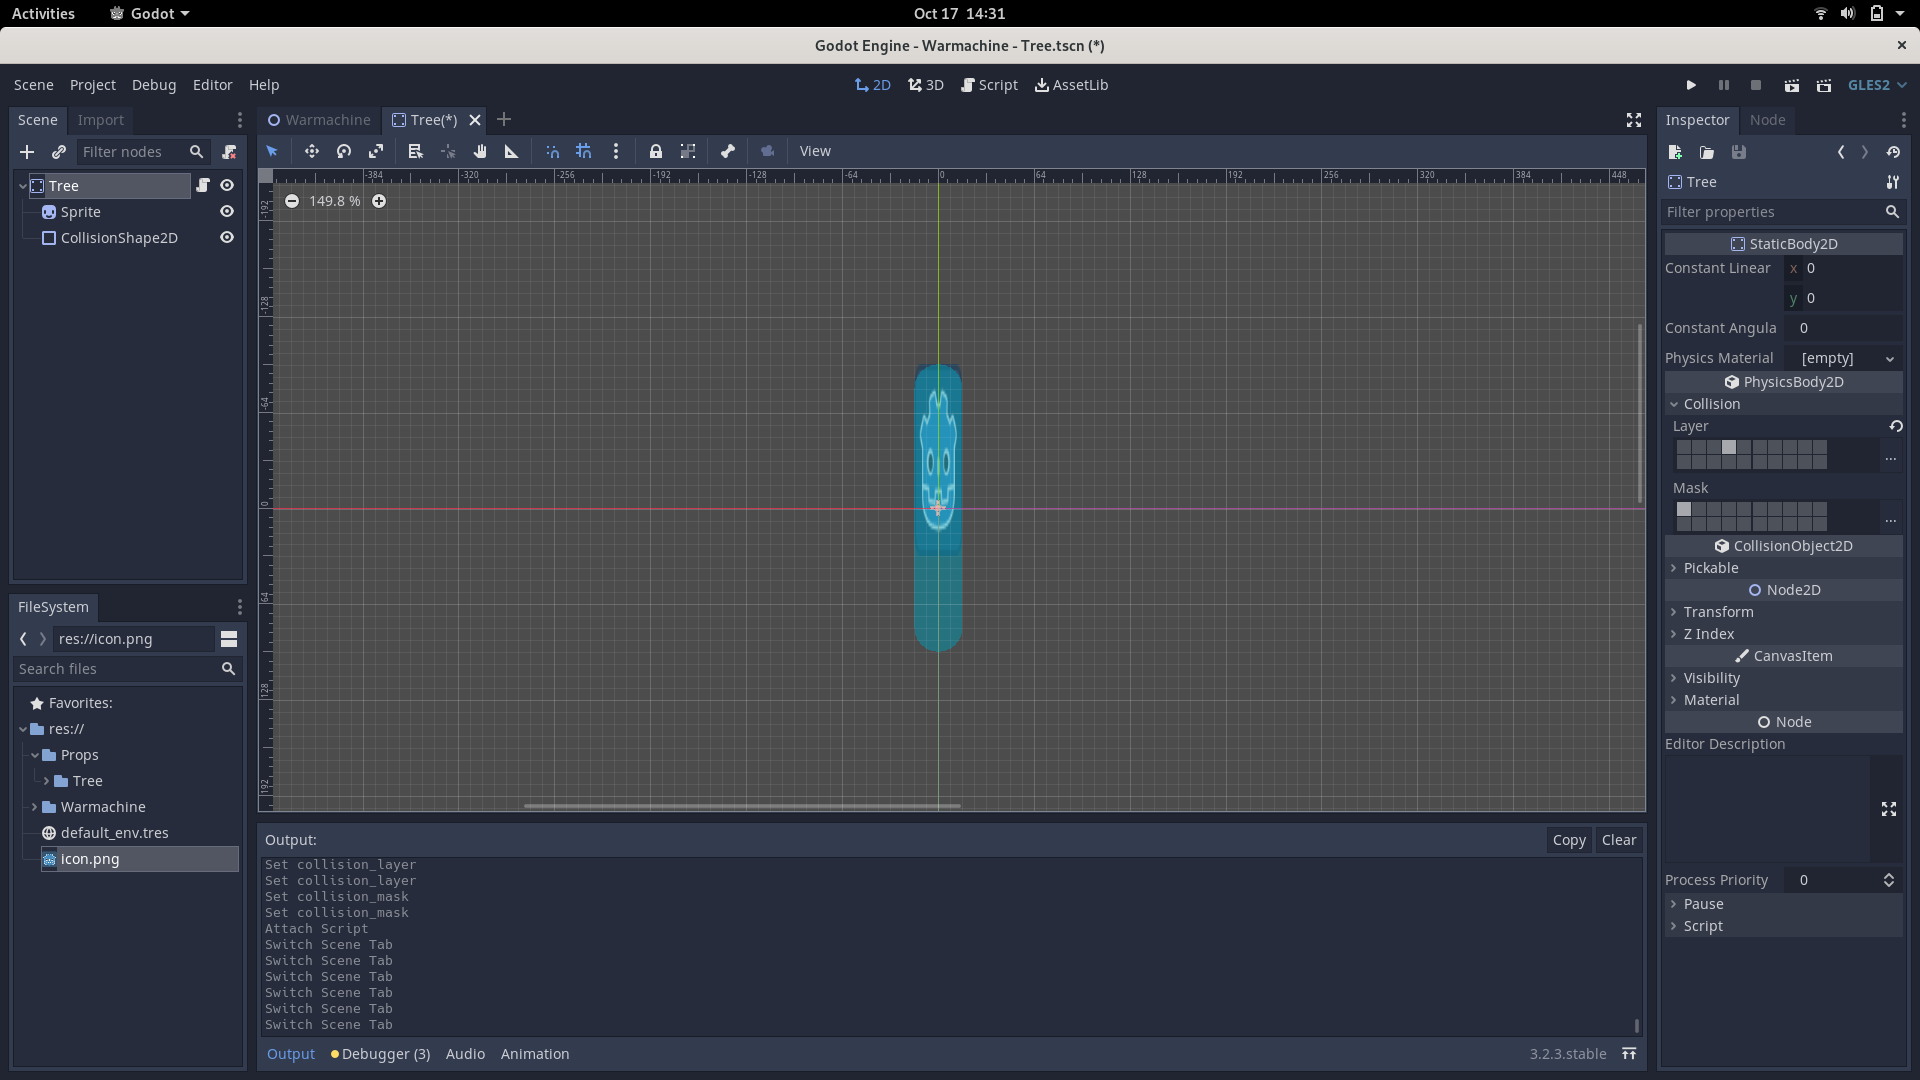 Activities Godot Oct 17 14:31
Godot Engine - Warmachine - Tree.tscn (*)
Scene Project Debug Editor Help 2D 3D Script AssetLib GLES2
Scene Import
Filter nodes
Tree
Sprite
CollisionShape2D
FileSystem
res://icon.png
Search files
Favorites:
res://
Props
Tree
Warmachine
default_env.tres
icon.png
Warmachine Tree(*)
View
-384 -320 -256 -192 -128 -64 0 64 128 192 256 320 384 448
149.8 %
-192
-128
-64
0
64
128
192
Output: Copy Clear
Set collision_layer
Set collision_layer
Set collision_mask
Set collision_mask
Attach Script
Switch Scene Tab
Switch Scene Tab
Switch Scene Tab
Switch Scene Tab
Switch Scene Tab
Switch Scene Tab
Output Debugger (3) Audio Animation 3.2.3.stable
Inspector Node
Tree
Filter properties
StaticBody2D
Constant Linear x 0
y 0
Constant Angula 0
Physics Material [empty]
PhysicsBody2D
Collision
Layer
...
Mask
...
CollisionObject2D
Pickable
Node2D
Transform
Z Index
CanvasItem
Visibility
Material
Node
Editor Description
Process Priority 0
Pause
Script